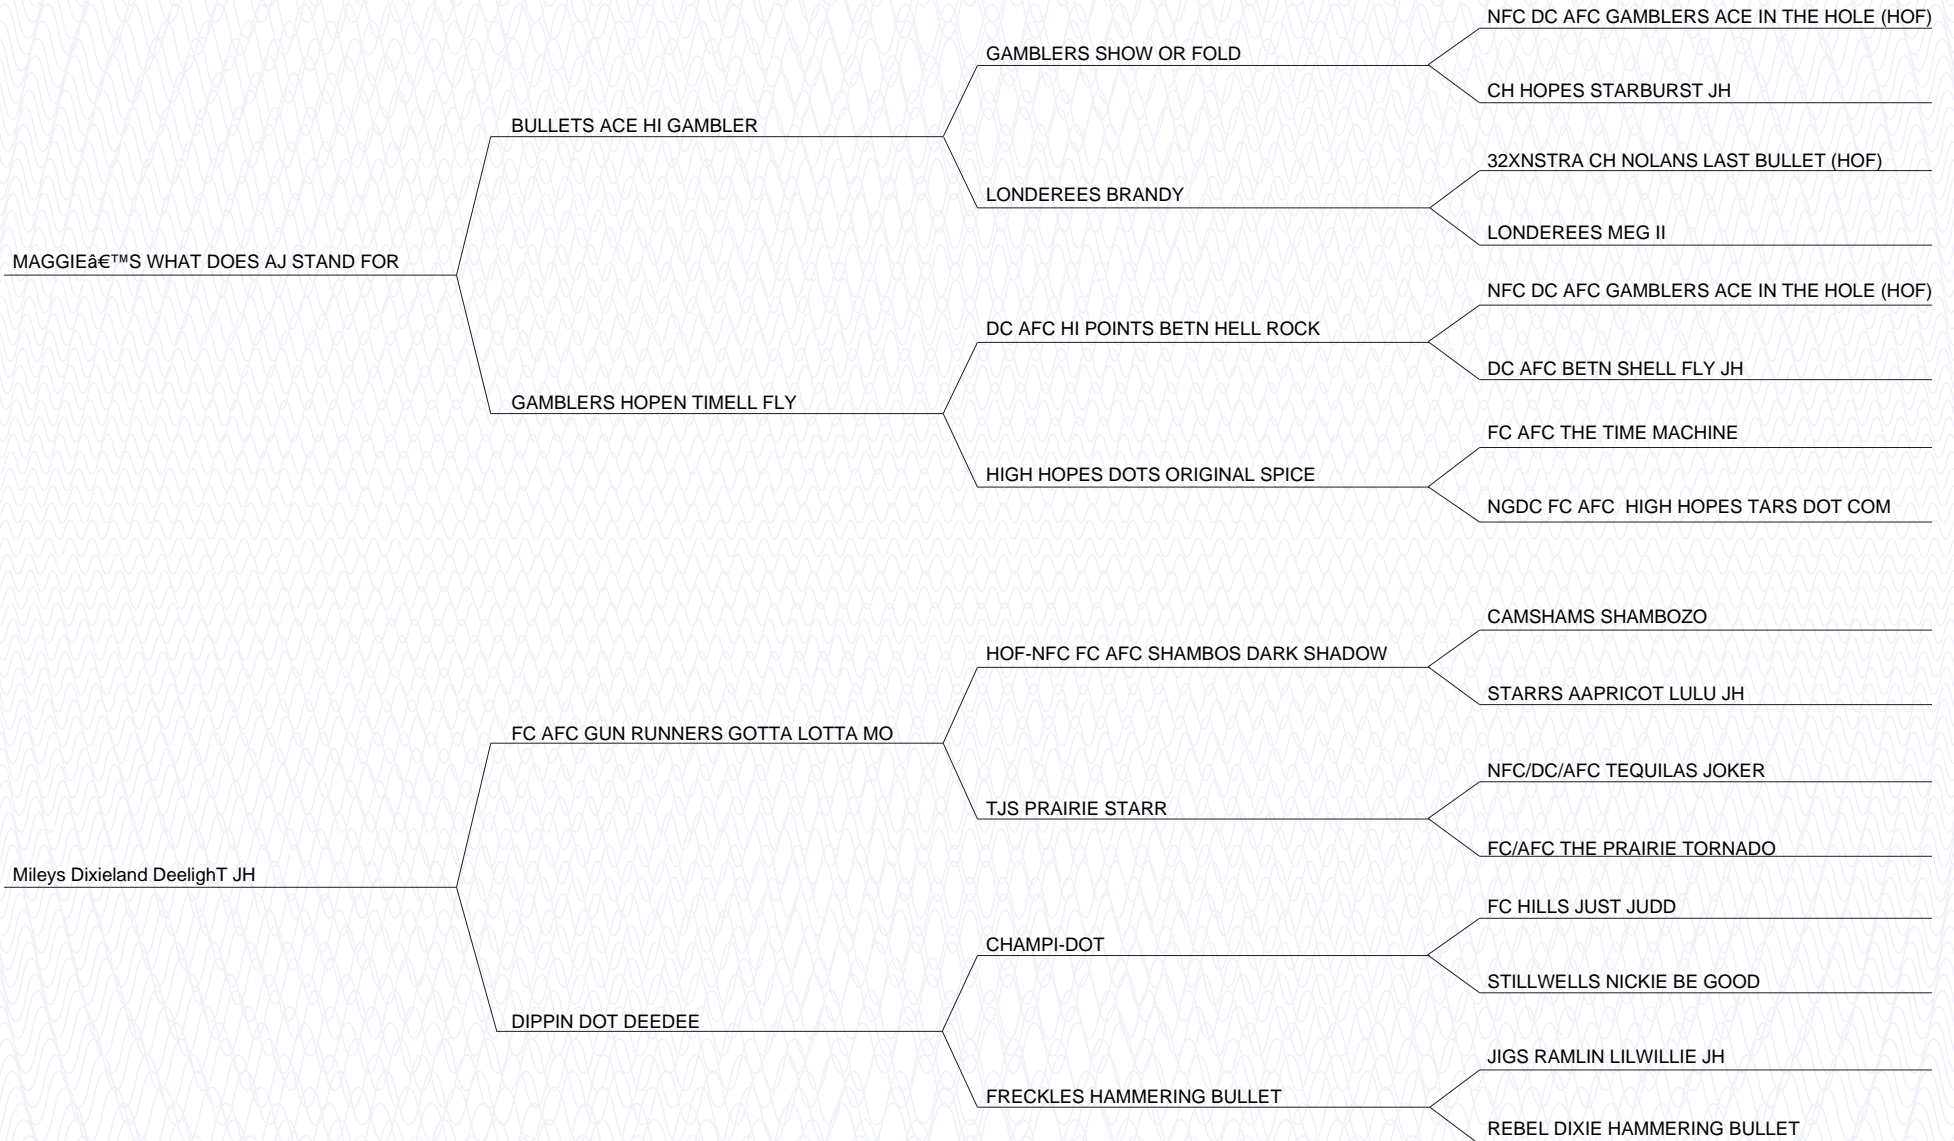 NFC DC AFC GAMBLERS ACE IN THE HOLE (HOF)
GAMBLERS SHOW OR FOLD
CH HOPES STARBURST JH
BULLETS ACE HI GAMBLER
32XNSTRA CH NOLANS LAST BULLET (HOF)
LONDEREES BRANDY
LONDEREES MEG II
MAGGIEâ€™S WHAT DOES AJ STAND FOR
NFC DC AFC GAMBLERS ACE IN THE HOLE (HOF)
DC AFC HI POINTS BETN HELL ROCK
DC AFC BETN SHELL FLY JH
GAMBLERS HOPEN TIMELL FLY
FC AFC THE TIME MACHINE
HIGH HOPES DOTS ORIGINAL SPICE
NGDC FC AFC  HIGH HOPES TARS DOT COM
CAMSHAMS SHAMBOZO
HOF-NFC FC AFC SHAMBOS DARK SHADOW
STARRS AAPRICOT LULU JH
FC AFC GUN RUNNERS GOTTA LOTTA MO
NFC/DC/AFC TEQUILAS JOKER
TJS PRAIRIE STARR
FC/AFC THE PRAIRIE TORNADO
Mileys Dixieland DeelighT JH
FC HILLS JUST JUDD
CHAMPI-DOT
STILLWELLS NICKIE BE GOOD
DIPPIN DOT DEEDEE
JIGS RAMLIN LILWILLIE JH
FRECKLES HAMMERING BULLET
REBEL DIXIE HAMMERING BULLET